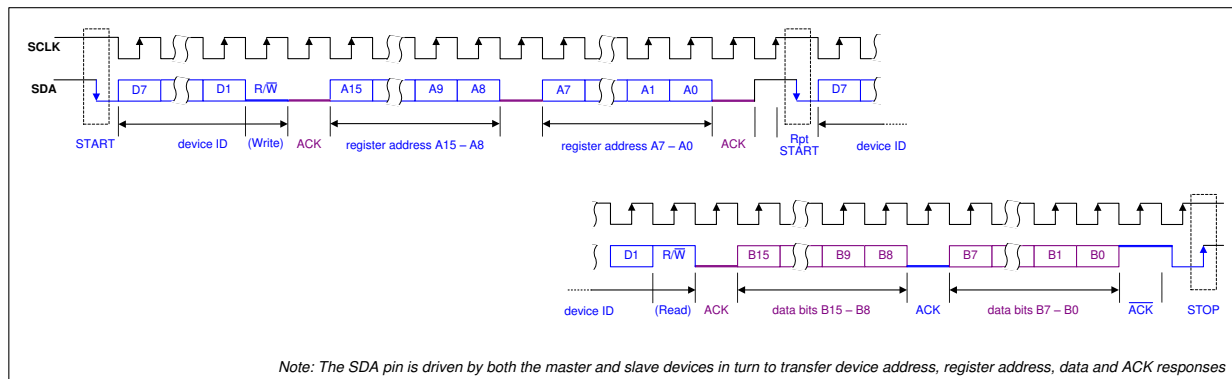 SCLK
SDA D7 D1 R/W̅ A15 A9 A8 A7 A1 A0 D7
START device ID (Write) ACK register address A15 – A8 register address A7 – A0 ACK Rpt START device ID
D1 R/W̅ B15 B9 B8 B7 B1 B0
device ID (Read) ACK data bits B15 – B8 ACK data bits B7 – B0 A̅C̅K̅ STOP
Note: The SDA pin is driven by both the master and slave devices in turn to transfer device address, register address, data and ACK responses